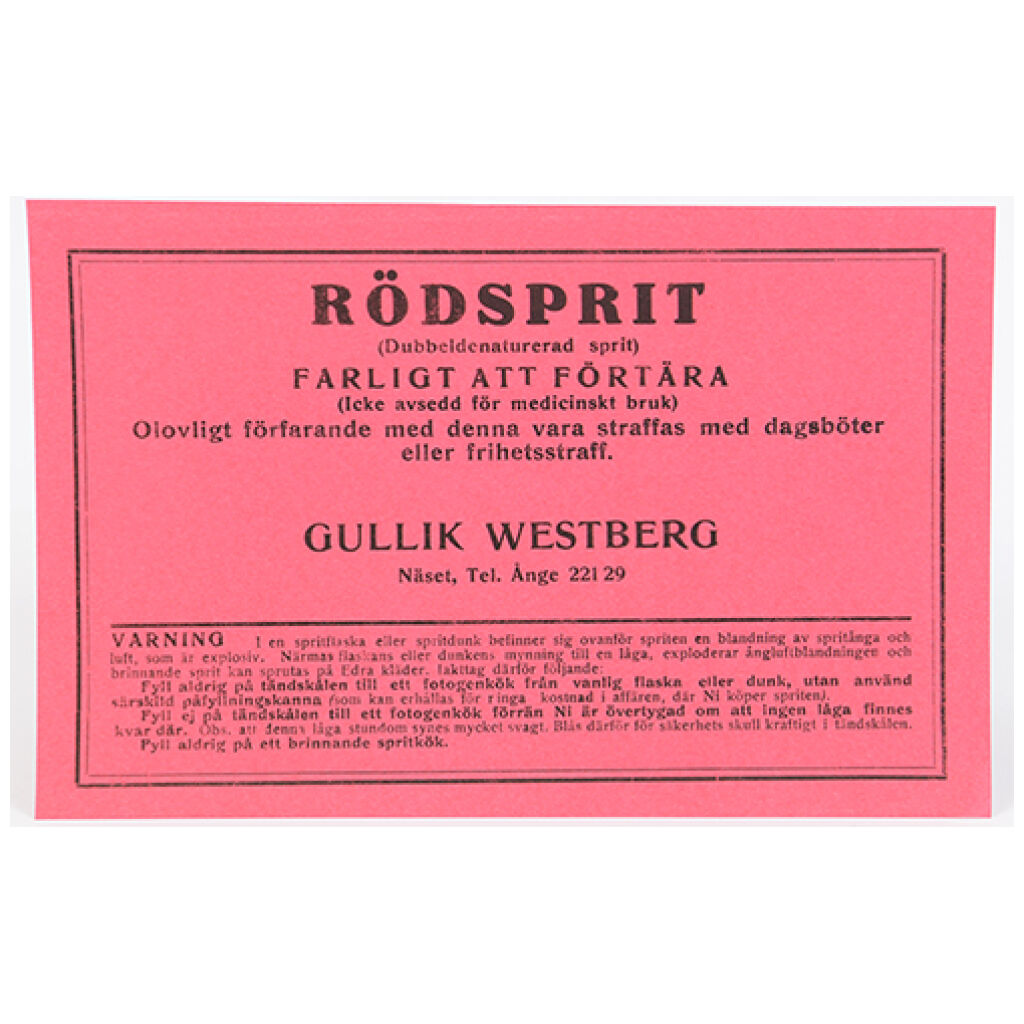 RÖDSPRIT
(Dubbeldenaturerad sprit)
FARLIGT ATT FÖRTÄRA
(Icke avsedd för medicinskt bruk)
Olovligt förfarande med denna vara straffas med dagsböter
eller frihetsstraff.
GULLIK WESTBERG
Näset, Tel. Ånge 221 29
VARNING I en spritflaska eller spritdunk befinner sig ovanför spriten en blandning av spritånga och
luft, som är explosiv. Närmas flaskans eller dunkens mynning till en låga, exploderar ångluftblandningen och
brinnande sprit kan sprutas på Edra kläder. Iakttag därför följande:
Fyll aldrig på tändskålen till ett fotogenkök från vanlig flaska eller dunk, utan använd
särskild påfyllningskanna (som kan erhållas för ringa kostnad i affären, där Ni köper spriten).
Fyll ej på tändskålen till ett fotogenkök förrän Ni är övertygad om att ingen låga finnes
kvar där. Obs. att denna låga stundom synes mycket svagt. Blås därför för säkerhets skull kraftigt i tändskålen.
Fyll aldrig på ett brinnande spritkök.